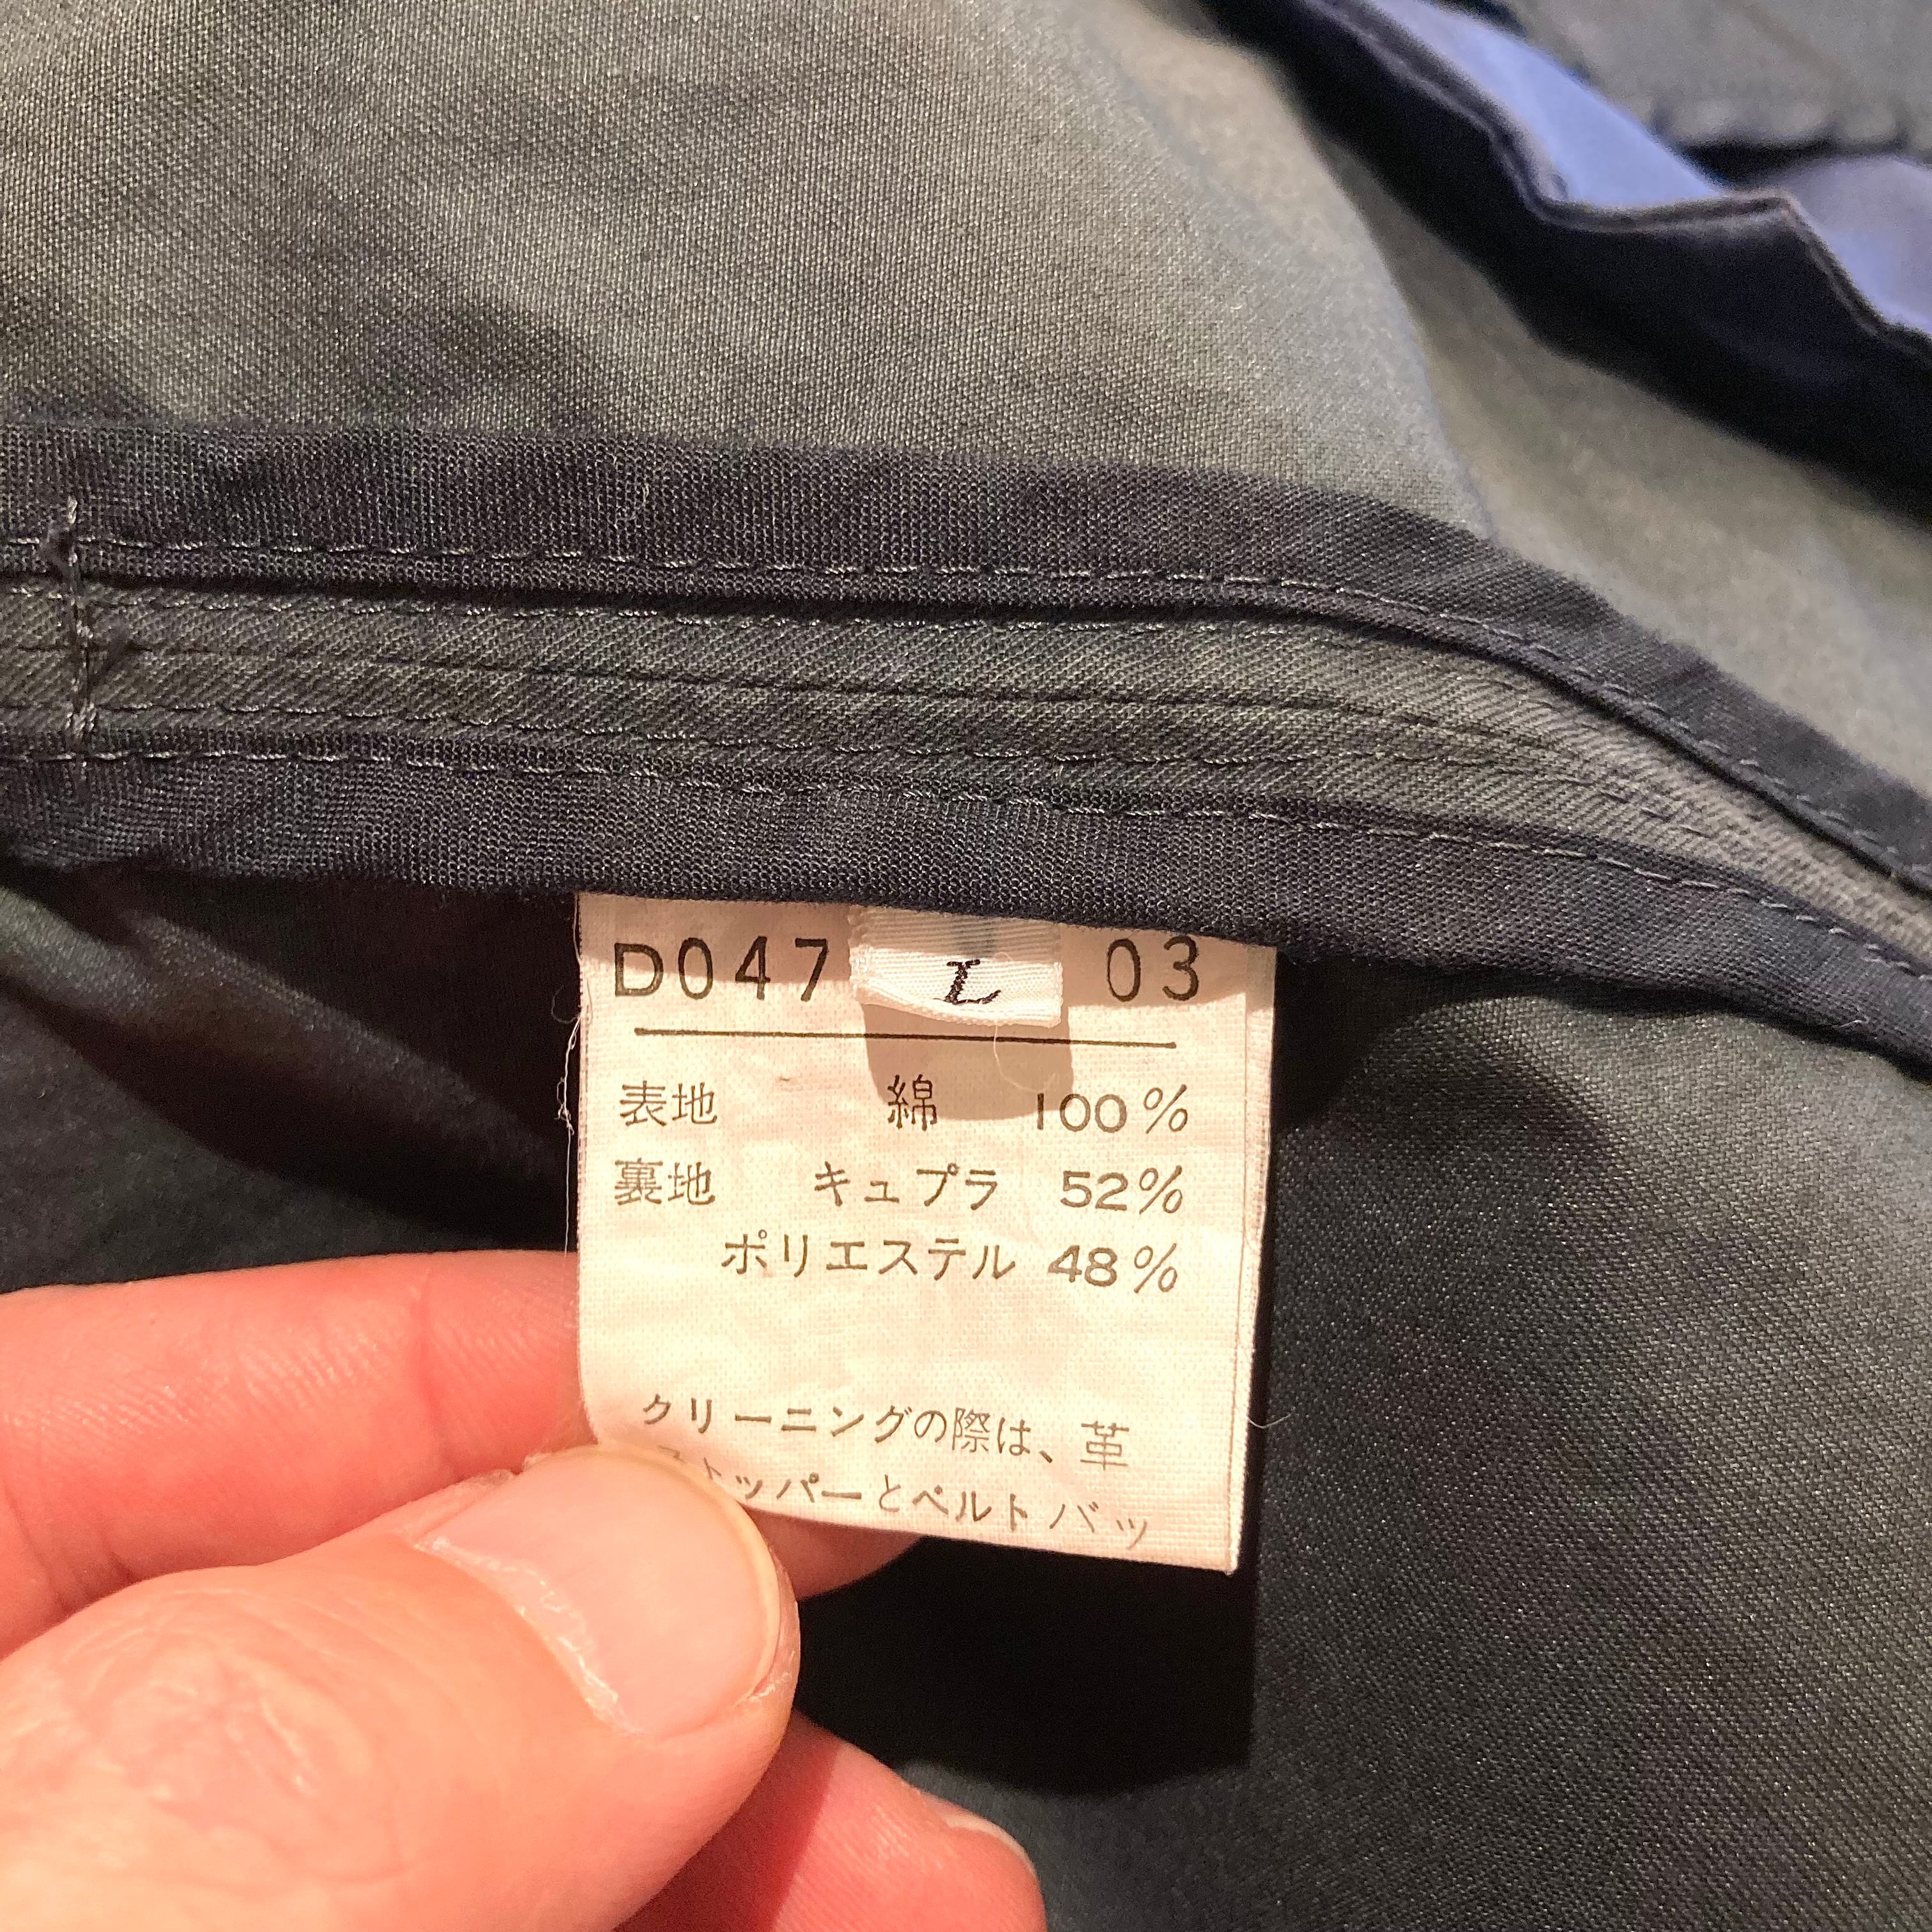 D047 L 03
表地 綿 100%
裏地 キュプラ 52%
ポリエステル 48%
クリーニングの際は、革
ストッパーとベルトバッ